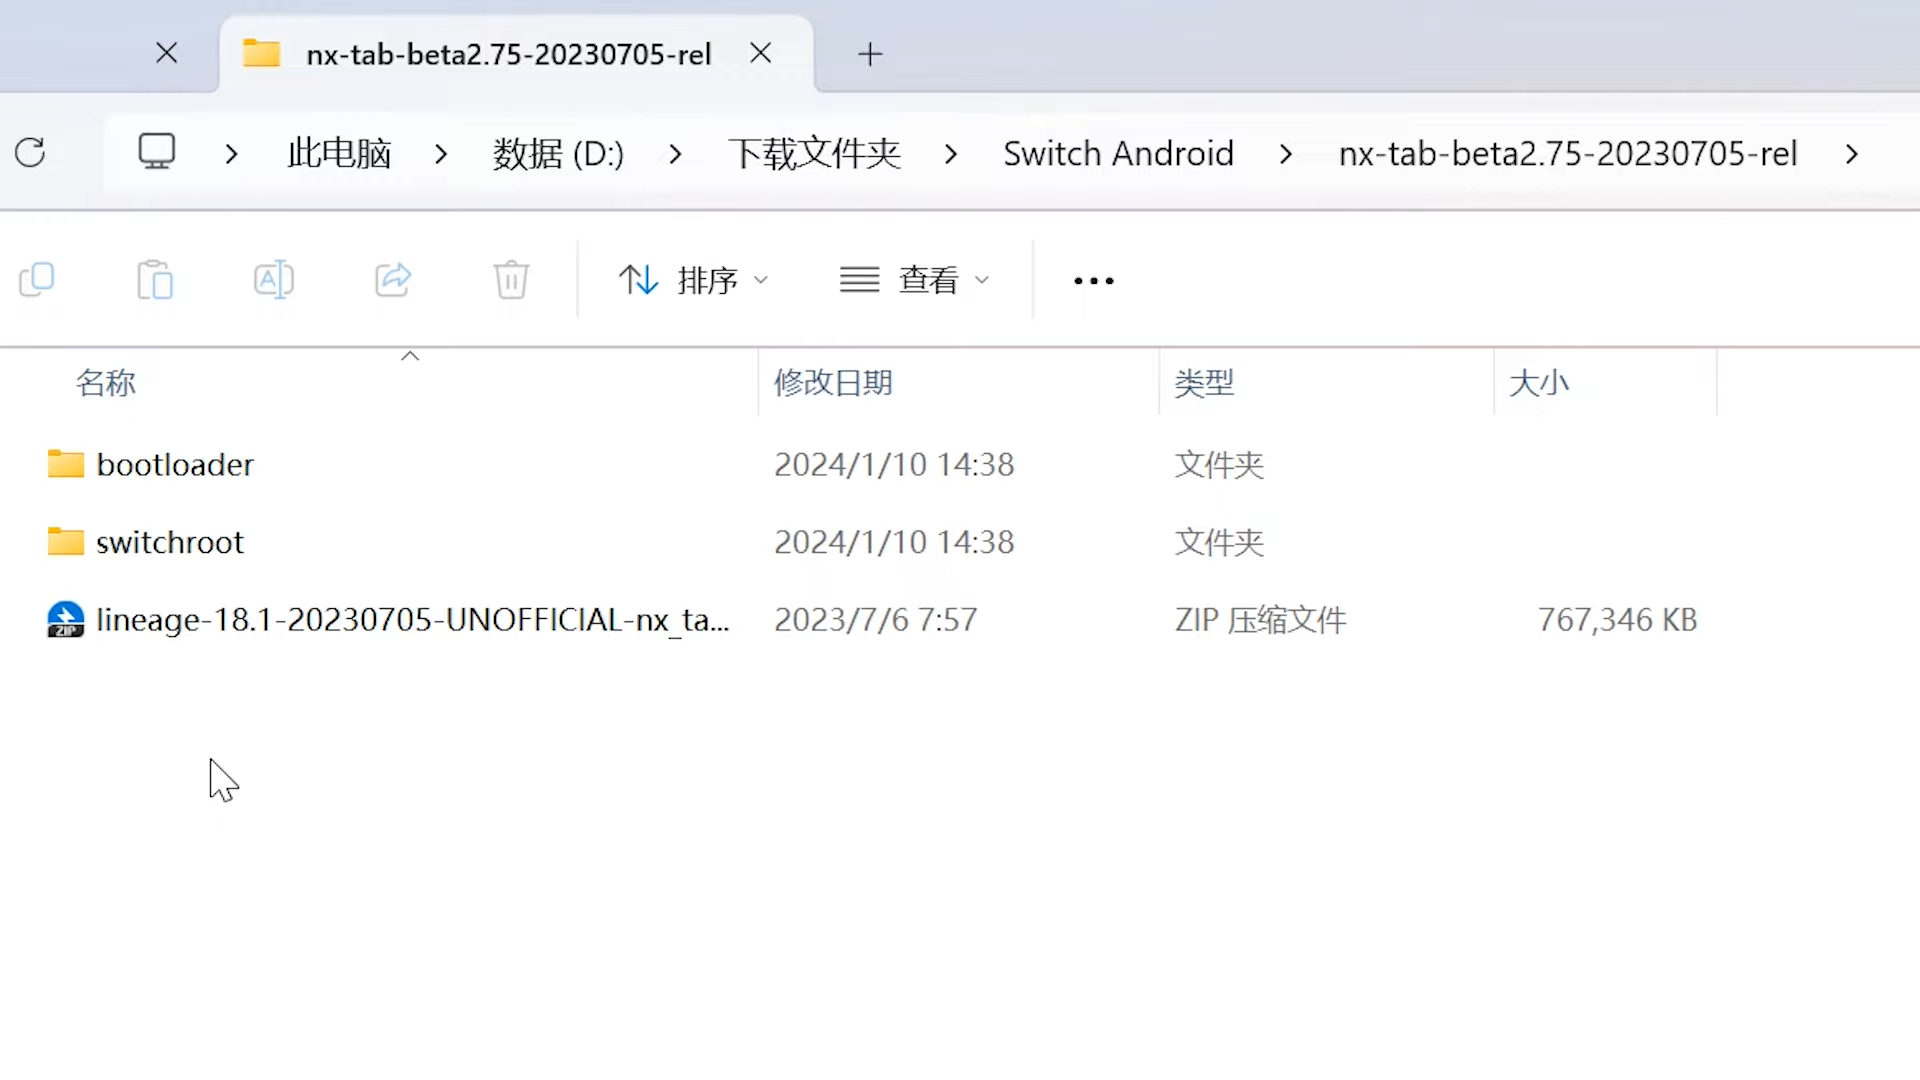 nx-tab-beta2.75-20230705-rel
此电脑 > 数据 (D:) > 下载文件夹 > Switch Android > nx-tab-beta2.75-20230705-rel >
排序 查看
名称 修改日期 类型 大小
bootloader 2024/1/10 14:38 文件夹
switchroot 2024/1/10 14:38 文件夹
lineage-18.1-20230705-UNOFFICIAL-nx_ta... 2023/7/6 7:57 ZIP 压缩文件 767,346 KB